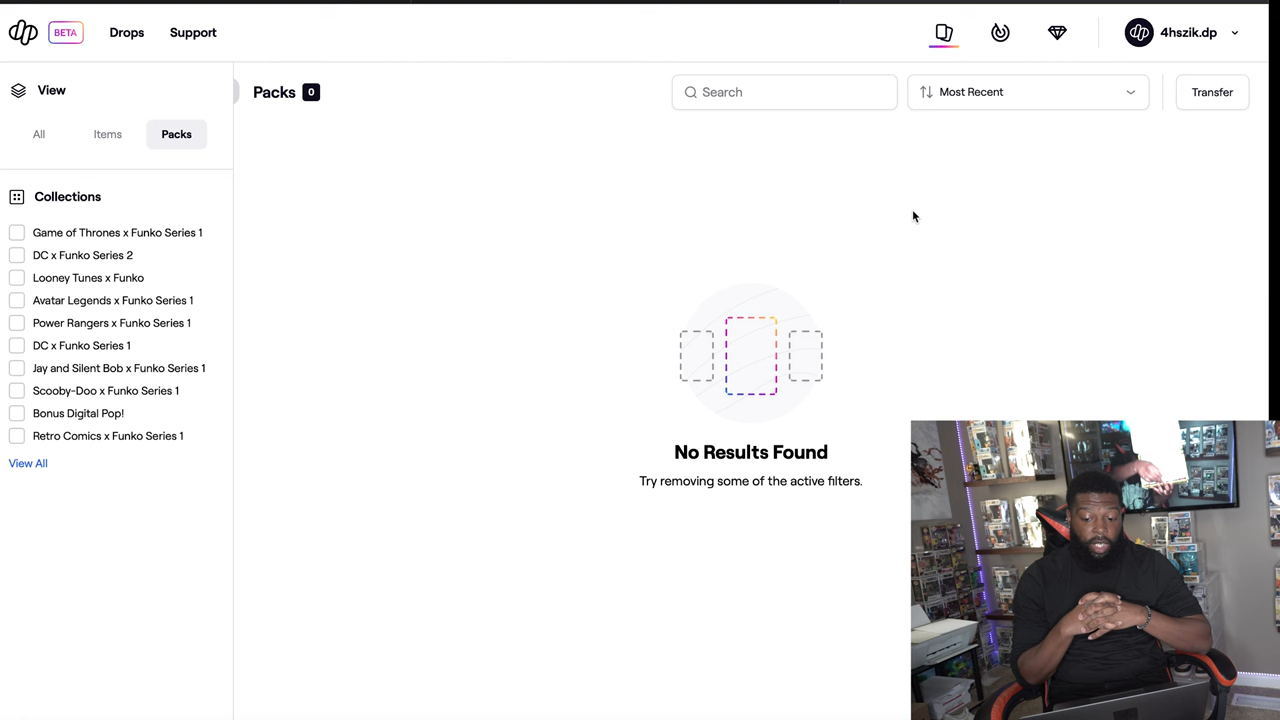 BETA
Drops
Support
4hszik.dp
View
All
Items
Packs
Collections
Game of Thrones x Funko Series 1
DC x Funko Series 2
Looney Tunes x Funko
Avatar Legends x Funko Series 1
Power Rangers x Funko Series 1
DC x Funko Series 1
Jay and Silent Bob x Funko Series 1
Scooby-Doo x Funko Series 1
Bonus Digital Pop!
Retro Comics x Funko Series 1
View All
Packs 0
Search
Most Recent
Transfer
No Results Found
Try removing some of the active filters.